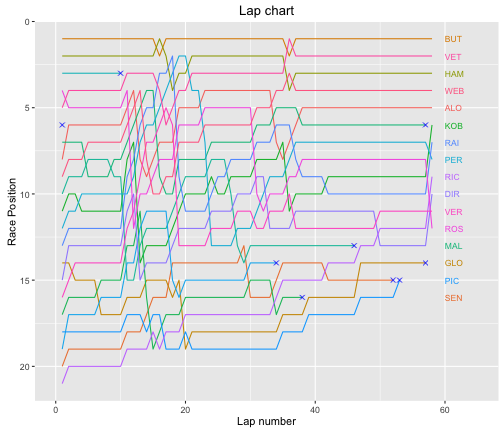 Lap chart
Race Position
0
5
10
15
20
BUT
VET
HAM
WEB
ALO
KOB
RAI
PER
RIC
DIR
VER
ROS
MAL
GLO
PIC
SEN
0
20
40
60
Lap number